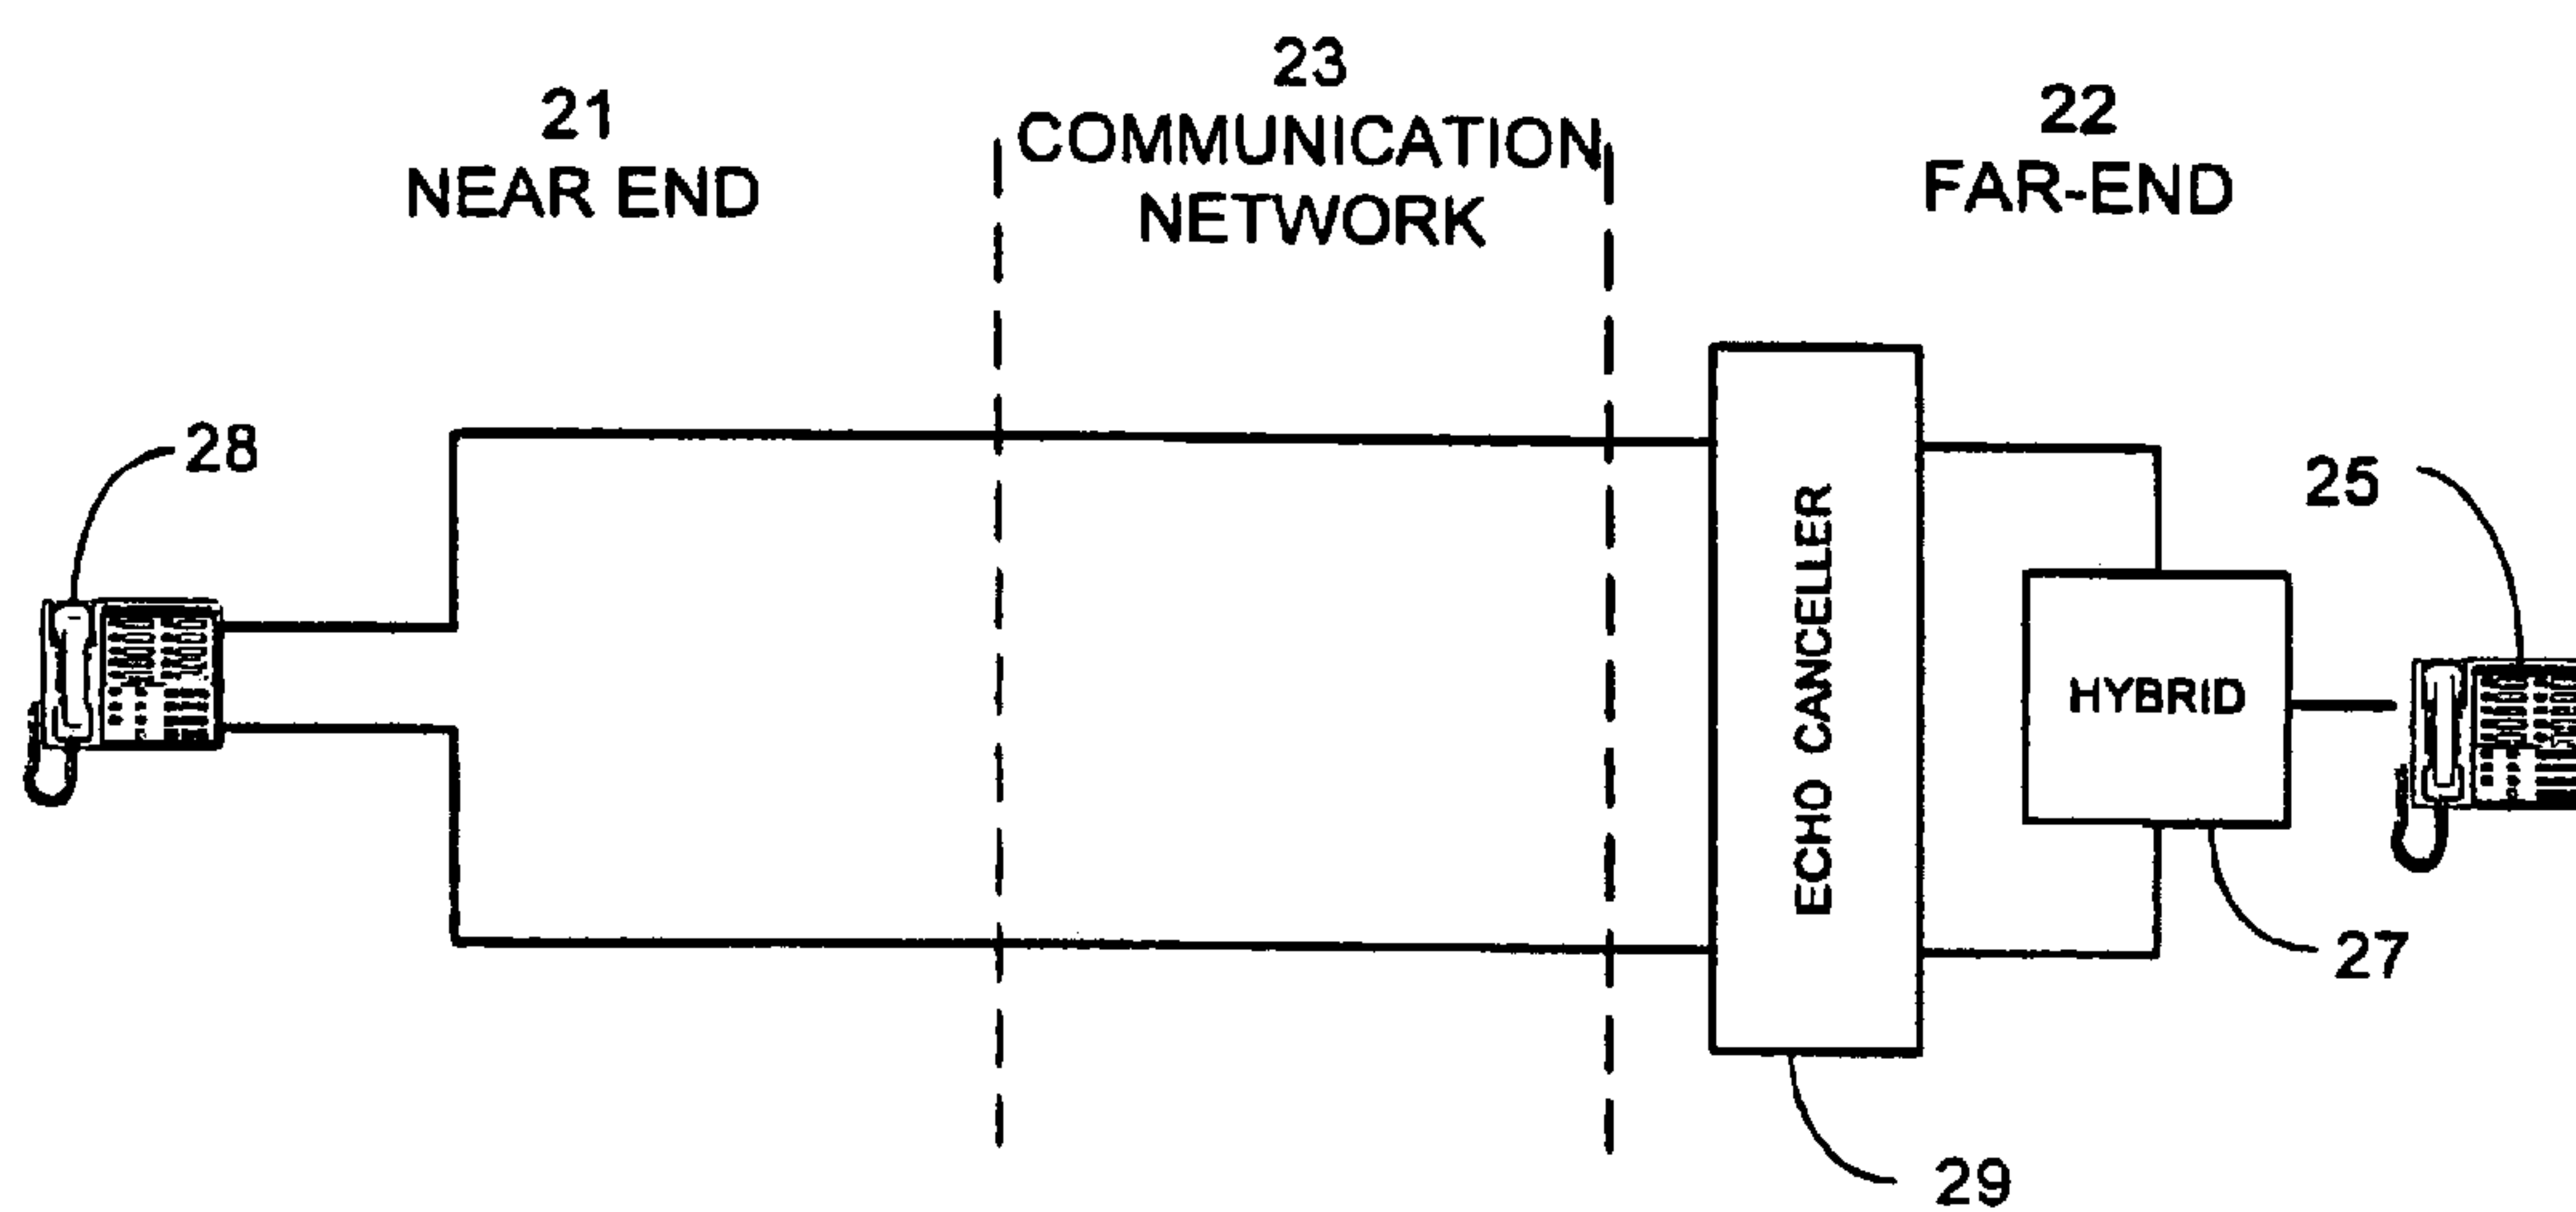 21
NEAR END
23
COMMUNICATION
NETWORK
22
FAR-END
28
25
ECHO CANCELLER
HYBRID
27
29